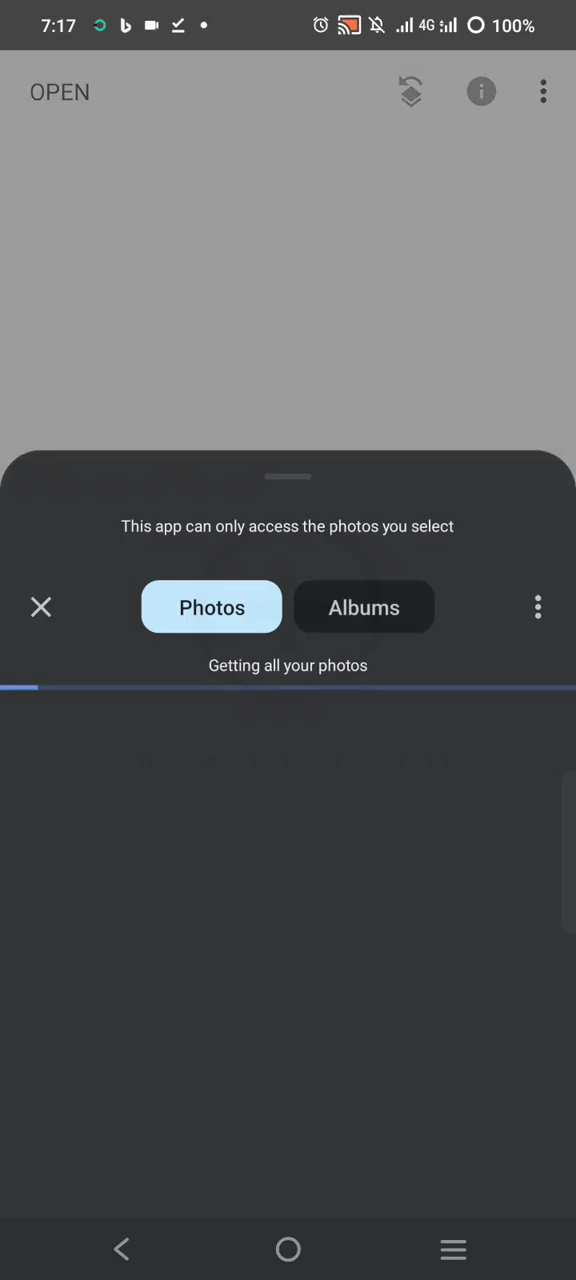 7:17 4G 100%
OPEN
This app can only access the photos you select
Photos Albums
Getting all your photos